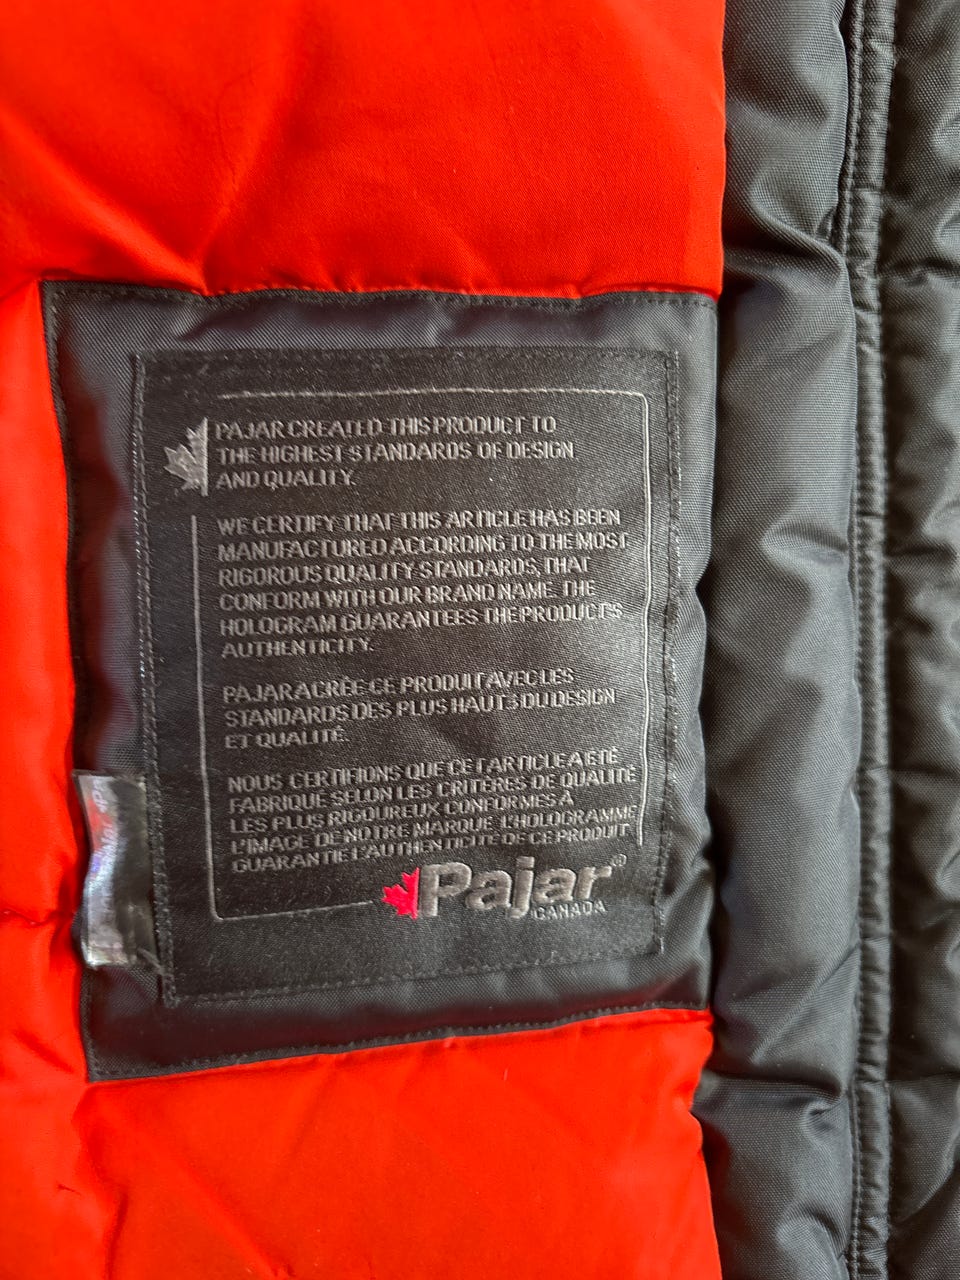 PAJAR CREATED THIS PRODUCT TO
THE HIGHEST STANDARDS OF DESIGN
AND QUALITY.
WE CERTIFY THAT THIS ARTICLE HAS BEEN
MANUFACTURED ACCORDING TO THE MOST
RIGOROUS QUALITY STANDARDS, THAT
CONFORM WITH OUR BRAND NAME. THE
HOLOGRAM GUARANTEES THE PRODUCT'S
AUTHENTICITY.
PAJAR A CRÉE CE PRODUIT AVEC LES
STANDARDS DES PLUS HAUTS DU DESIGN
ET QUALITÉ.
NOUS CERTIFIONS QUE CET ARTICLE A ÉTÉ
FABRIQUE SELON LES CRITÈRES DE QUALITÉ
LES PLUS RIGOUREUX CONFORMES À
L'IMAGE DE NOTRE MARQUE L'HOLOGRAMME
GUARANTIE L'AUTHENTICITÉ DE CE PRODUIT
Pajar®
CANADA